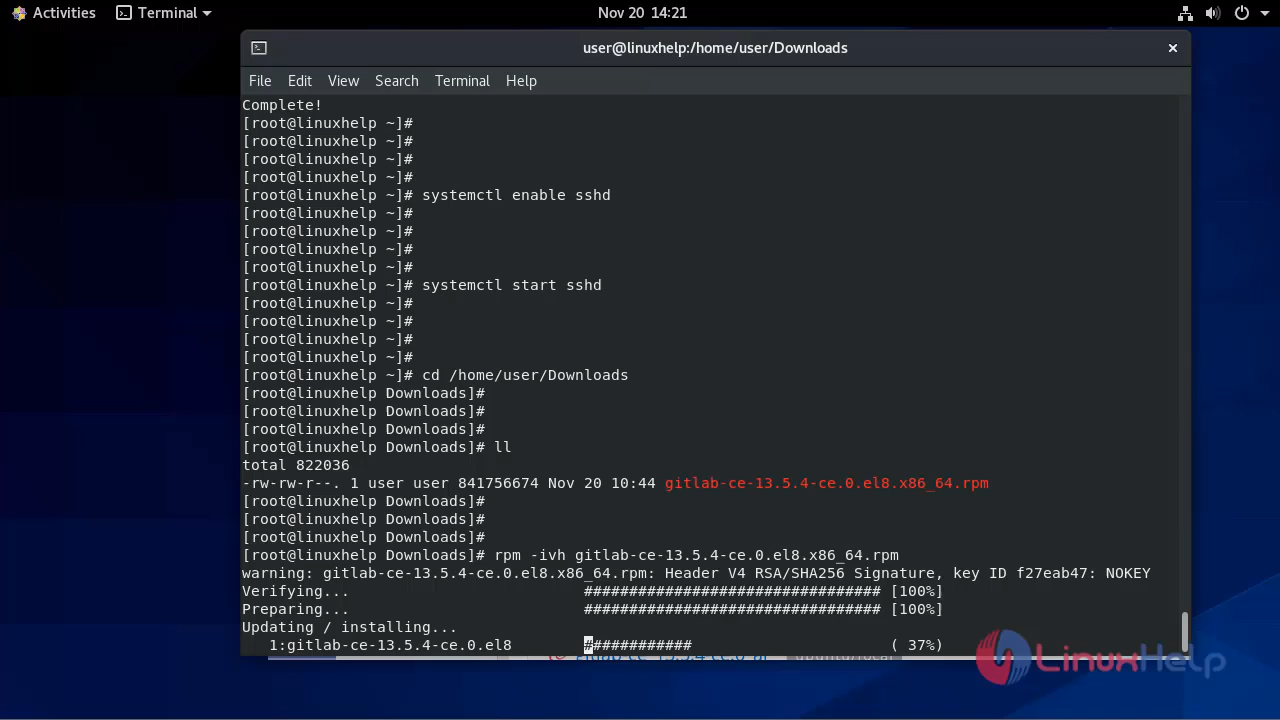 Activities Terminal Nov 20 14:21
user@linuxhelp:/home/user/Downloads
File Edit View Search Terminal Help
Complete!
[root@linuxhelp ~]#
[root@linuxhelp ~]#
[root@linuxhelp ~]#
[root@linuxhelp ~]#
[root@linuxhelp ~]# systemctl enable sshd
[root@linuxhelp ~]#
[root@linuxhelp ~]#
[root@linuxhelp ~]#
[root@linuxhelp ~]#
[root@linuxhelp ~]# systemctl start sshd
[root@linuxhelp ~]#
[root@linuxhelp ~]#
[root@linuxhelp ~]#
[root@linuxhelp ~]#
[root@linuxhelp ~]# cd /home/user/Downloads
[root@linuxhelp Downloads]#
[root@linuxhelp Downloads]#
[root@linuxhelp Downloads]#
[root@linuxhelp Downloads]# ll
total 822036
-rw-rw-r--. 1 user user 841756674 Nov 20 10:44 gitlab-ce-13.5.4-ce.0.el8.x86_64.rpm
[root@linuxhelp Downloads]#
[root@linuxhelp Downloads]#
[root@linuxhelp Downloads]#
[root@linuxhelp Downloads]# rpm -ivh gitlab-ce-13.5.4-ce.0.el8.x86_64.rpm
warning: gitlab-ce-13.5.4-ce.0.el8.x86_64.rpm: Header V4 RSA/SHA256 Signature, key ID f27eab47: NOKEY
Verifying... ################################# [100%]
Preparing... ################################# [100%]
Updating / installing...
1:gitlab-ce-13.5.4-ce.0.el8 ############ ( 37%)
LinuxHelp